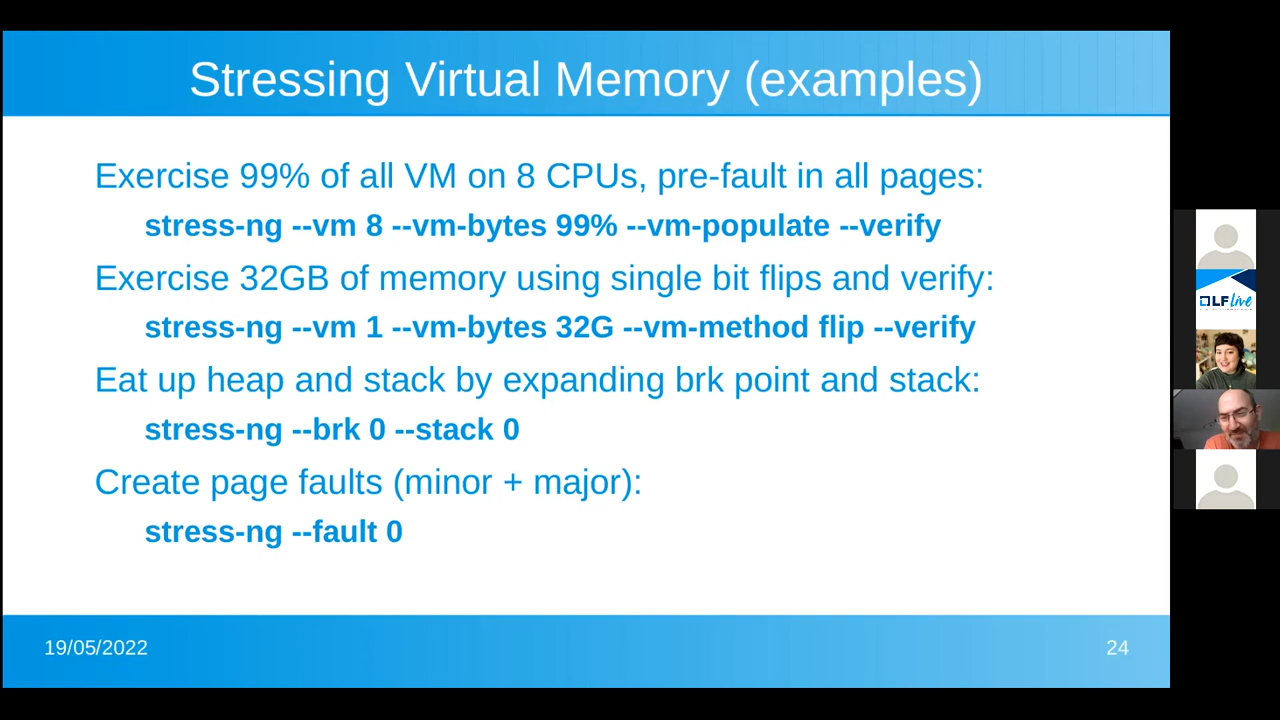 Stressing Virtual Memory (examples)
Exercise 99% of all VM on 8 CPUs, pre-fault in all pages:
stress-ng --vm 8 --vm-bytes 99% --vm-populate --verify
Exercise 32GB of memory using single bit flips and verify:
stress-ng --vm 1 --vm-bytes 32G --vm-method flip --verify
Eat up heap and stack by expanding brk point and stack:
stress-ng --brk 0 --stack 0
Create page faults (minor + major):
stress-ng --fault 0
19/05/2022
24
LF Live